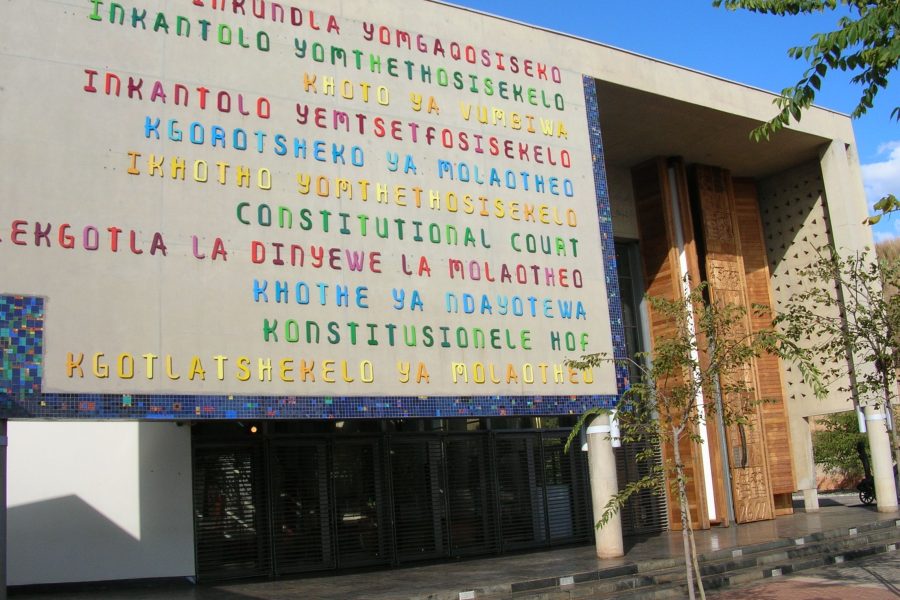 INKUNDLA YOMGAQOSISEKO
INKANTOLO YOMTHETHOSISEKELO
KHOTO YA VUMBIWA
INKANTOLO YEMTSETFOSISEKELO
KGOROTSHEKO YA MOLAOTHEO
IKHOTHO YOMTHETHOSISEKELO
CONSTITUTIONAL COURT
LEKGOTLA LA DINYEWE LA MOLAOTHEO
KHOTHE YA NDAYOTEWA
KONSTITUSIONELE HOF
KGOTLATSHEKELO YA MOLAOTHEO